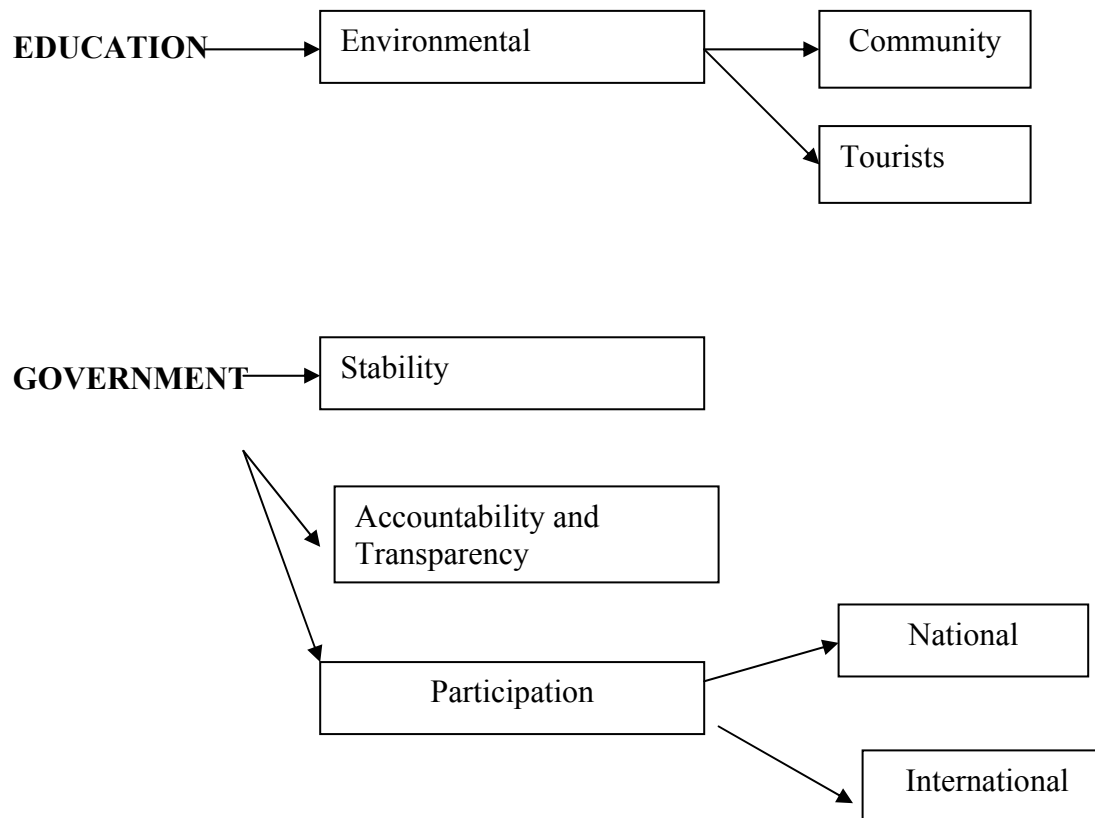 EDUCATION
Environmental
Community
Tourists
GOVERNMENT
Stability
Accountability and
Transparency
Participation
National
International